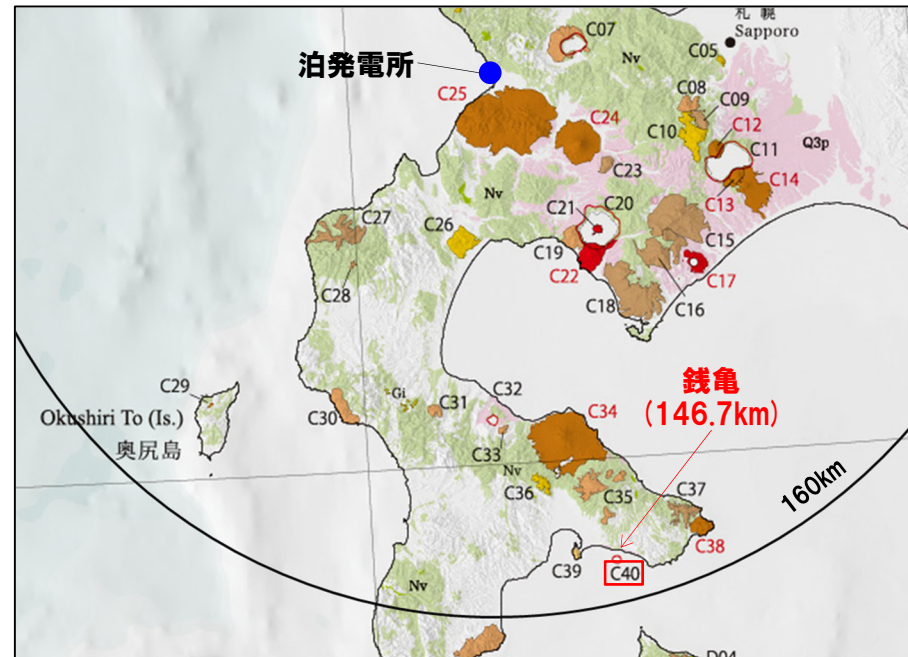 札幌
Sapporo
C07
Nv
C05
泊発電所
C25
C24
C08
C09
C10
C12
C11
Q3p
C23
C14
C13
Nv
C27
C26
C21
C20
C19
C15
C22
C17
C28
C18
C16
C29
Okushiri To (Is.)
奥尻島
C30
Gi
C31
C32
C34
銭亀
(146.7km)
C33
Nv
C36
C35
C37
160km
C38
C39
C40
Nv
D04